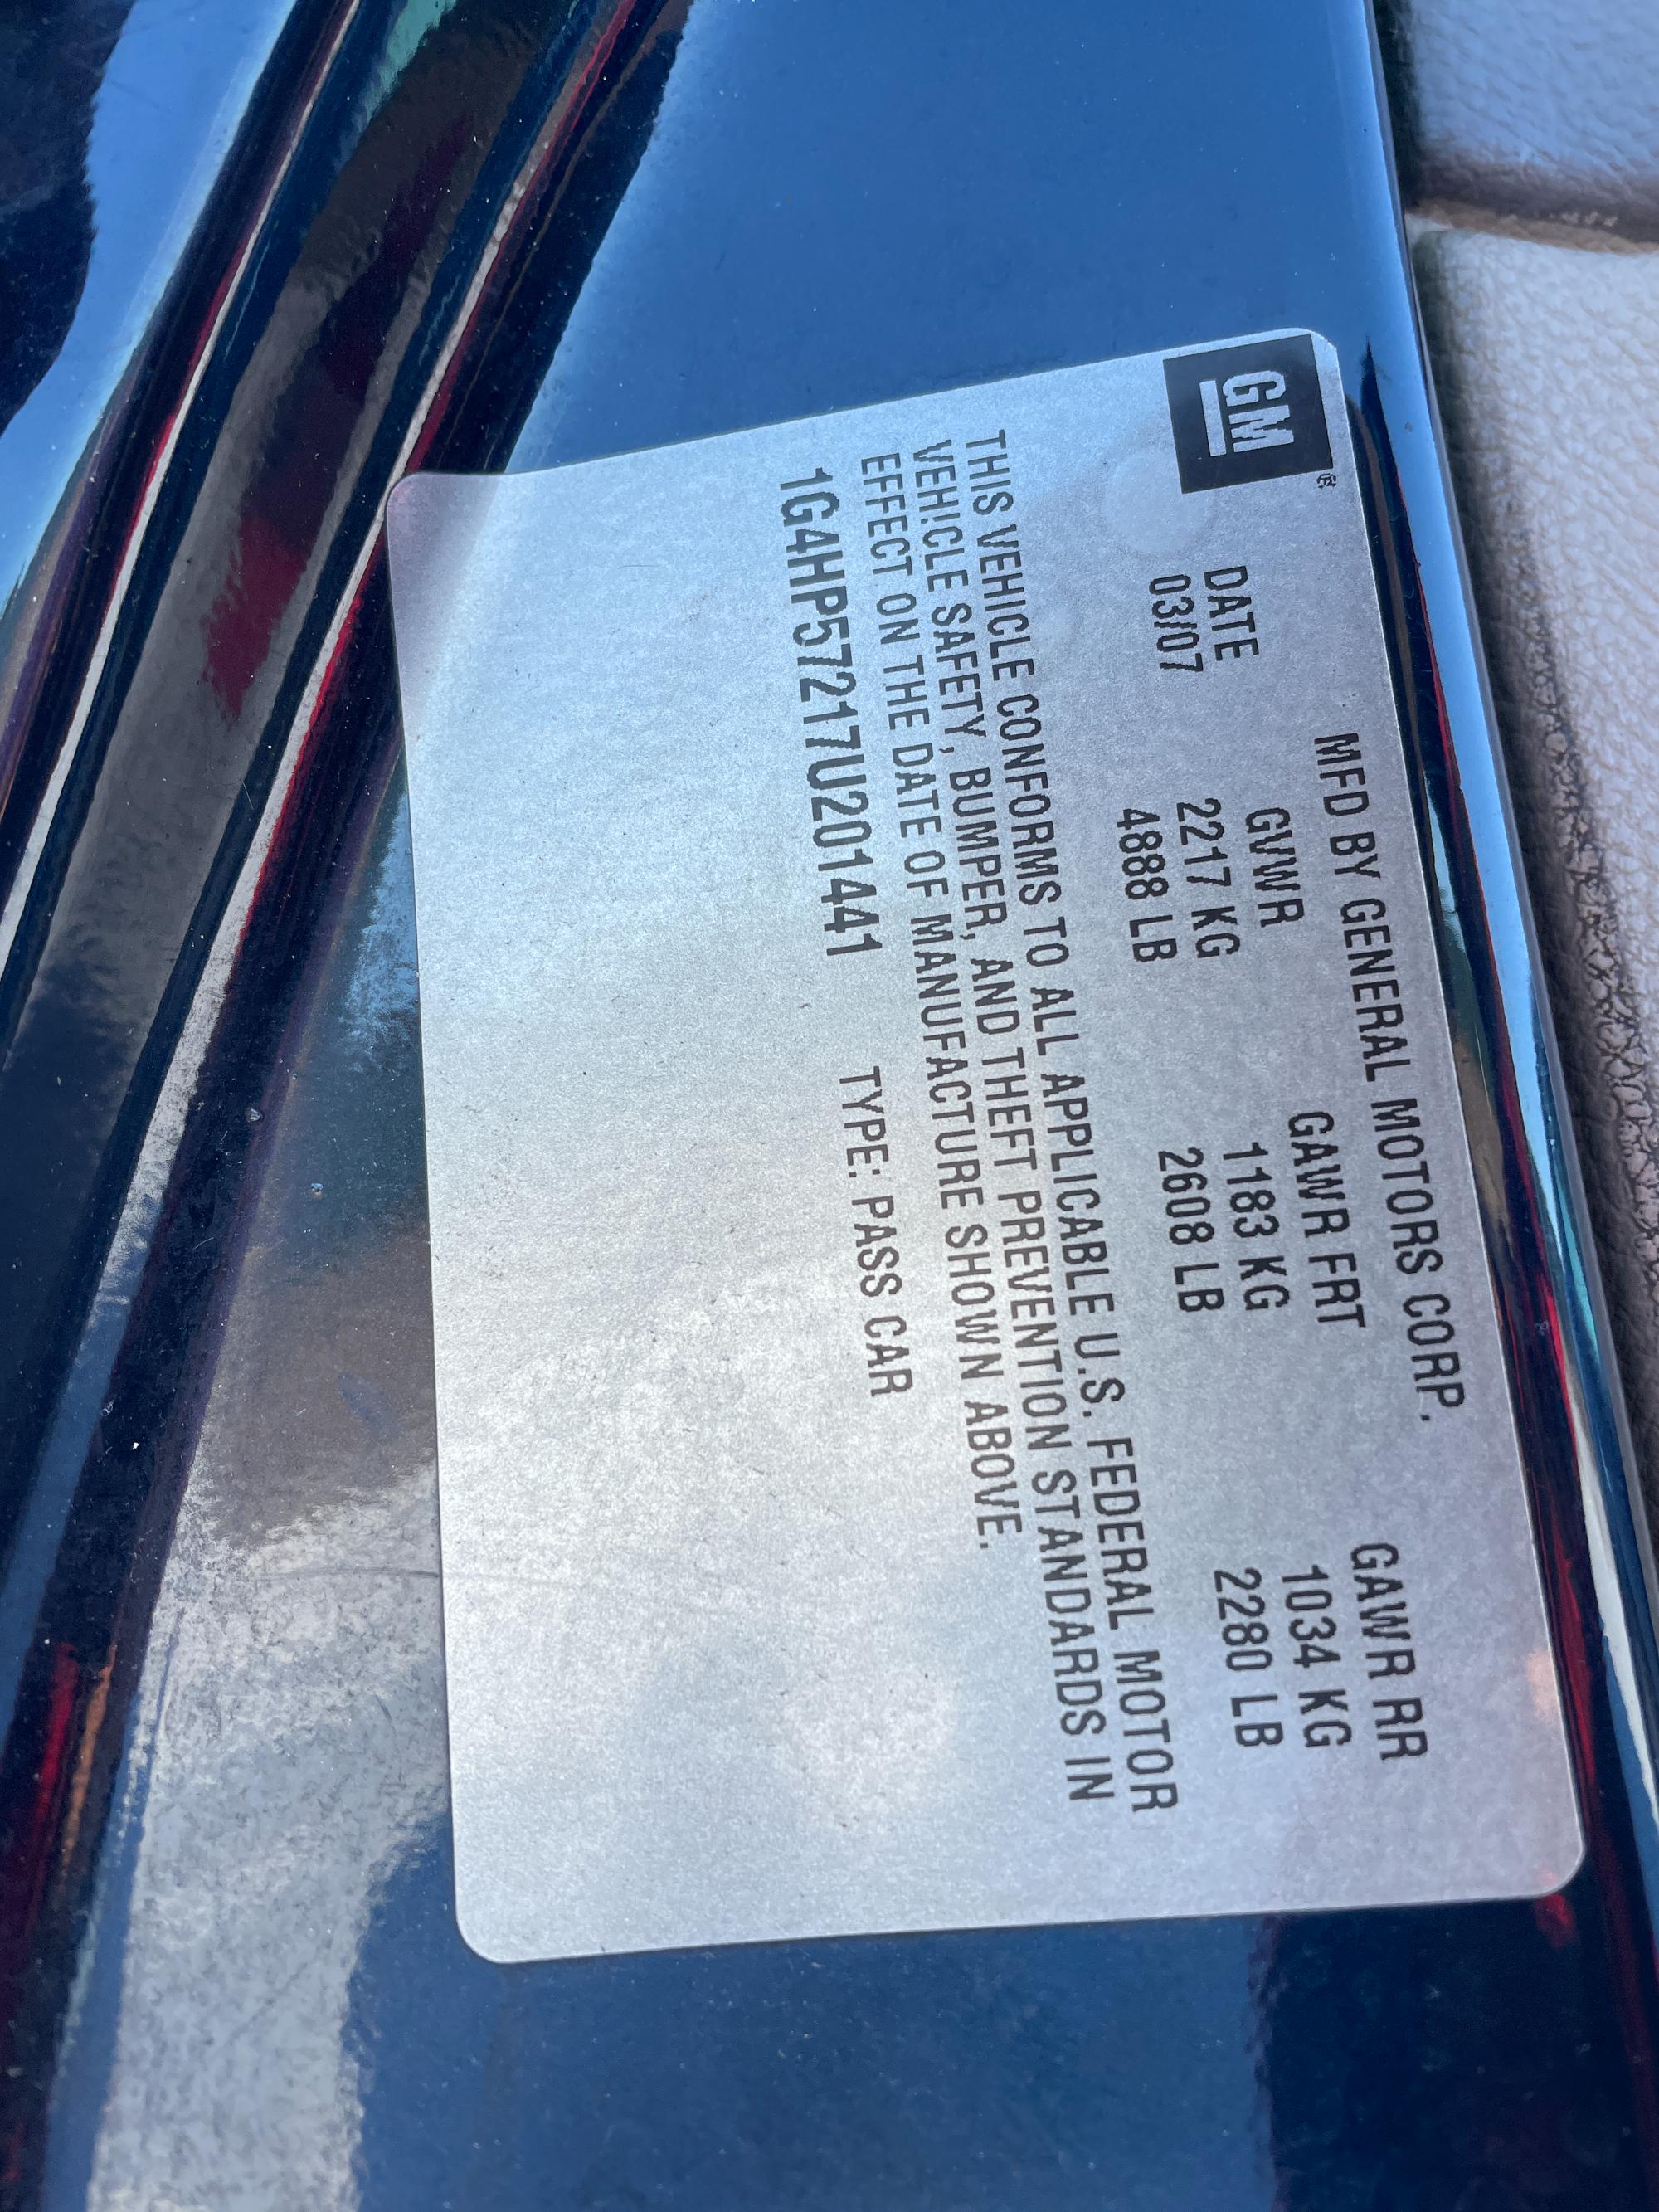 GM®
MFD BY GENERAL MOTORS CORP.
DATE GVWR GAWR FRT GAWR RR
03/07 2217 KG 1183 KG 1034 KG
4888 LB 2608 LB 2280 LB
THIS VEHICLE CONFORMS TO ALL APPLICABLE U.S. FEDERAL MOTOR
VEHICLE SAFETY, BUMPER, AND THEFT PREVENTION STANDARDS IN
EFFECT ON THE DATE OF MANUFACTURE SHOWN ABOVE.
1G4HP57217U201441 TYPE: PASS CAR